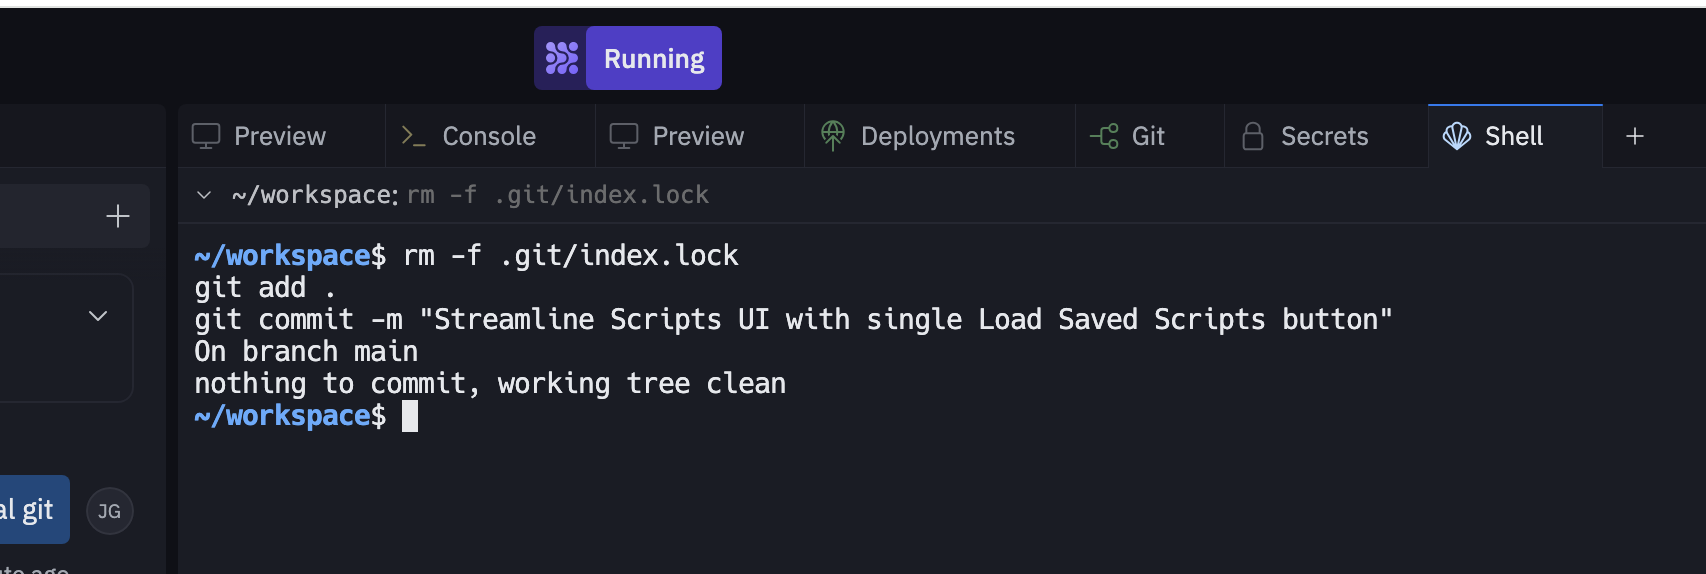 Running
Preview
Console
Preview
Deployments
Git
Secrets
Shell
~/workspace: rm -f .git/index.lock
~/workspace$ rm -f .git/index.lock
git add .
git commit -m "Streamline Scripts UI with single Load Saved Scripts button"
On branch main
nothing to commit, working tree clean
~/workspace$
al git
JG
ago